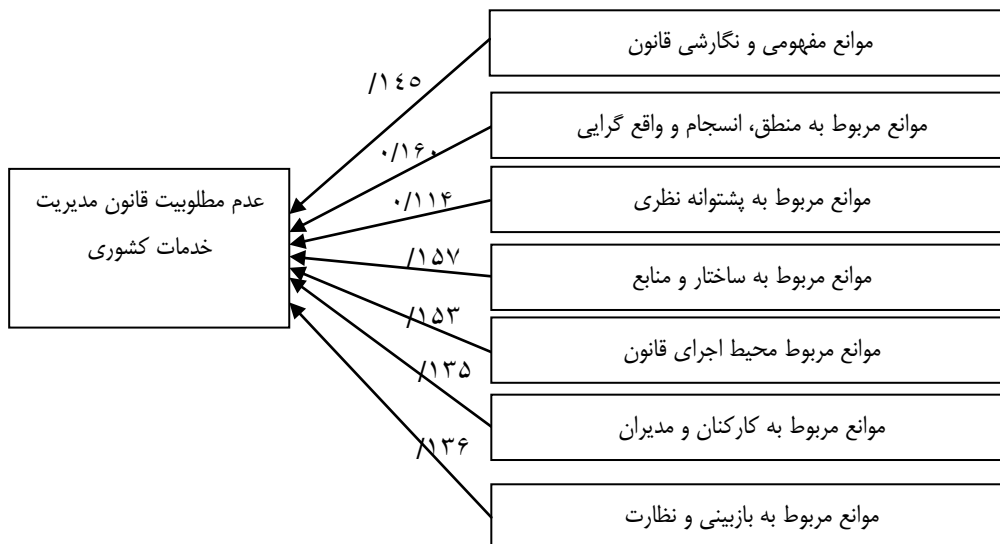 موانع مفهومی و نگارشی قانون
/١٤٥
موانع مربوط به منطق، انسجام و واقع گرایی
۰/۱۶۰
عدم مطلوبیت قانون مدیریت
خدمات کشوری
موانع مربوط به پشتوانه نظری
۰/۱۱۴
موانع مربوط به ساختار و منابع
/۱۵۷
موانع مربوط محیط اجرای قانون
/۱۵۳
موانع مربوط به کارکنان و مدیران
/۱۳۵
موانع مربوط به بازبینی و نظارت
/۱۳۶